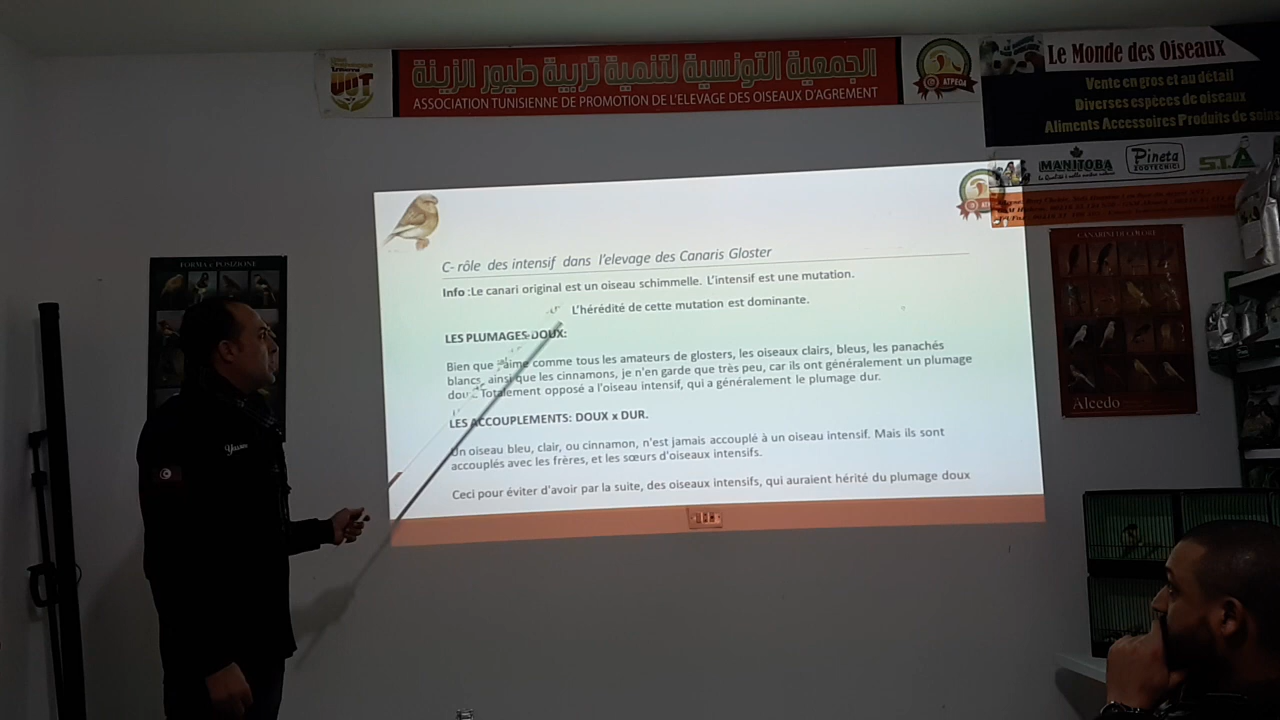 الجمعية التونسية لتنمية تربية طيور الزينة
ASSOCIATION TUNISIENNE DE PROMOTION DE L'ELEVAGE DES OISEAUX D'AGREMENT
UOT
ATPEOA
Le Monde des Oiseaux
Vente en gros et au détail
Diverses espèces de oiseaux
Aliments Accessoires Produits de soins
MANITOBA
Pineta
ZOOTECNICI
S.T.A
FORMA e POSIZIONE
CANARINI DI COLORE
Alcedo
C- rôle des intensif dans l'elevage des Canaris Gloster
Info :Le canari original est un oiseau schimmelle. L'intensif est une mutation.
L'hérédité de cette mutation est dominante.
LES PLUMAGES DOUX:
Bien que j'aime comme tous les amateurs de glosters, les oiseaux clairs, bleus, les panachés
blancs, ainsi que les cinnamons, je n'en garde que très peu, car ils ont généralement un plumage
doux. Totalement opposé a l'oiseau intensif, qui a généralement le plumage dur.
LES ACCOUPLEMENTS: DOUX x DUR.
Un oiseau bleu, clair, ou cinnamon, n'est jamais accouplé à un oiseau intensif. Mais ils sont
accouplés avec les frères, et les sœurs d'oiseaux intensifs.
Ceci pour éviter d'avoir par la suite, des oiseaux intensifs, qui auraient hérité du plumage doux